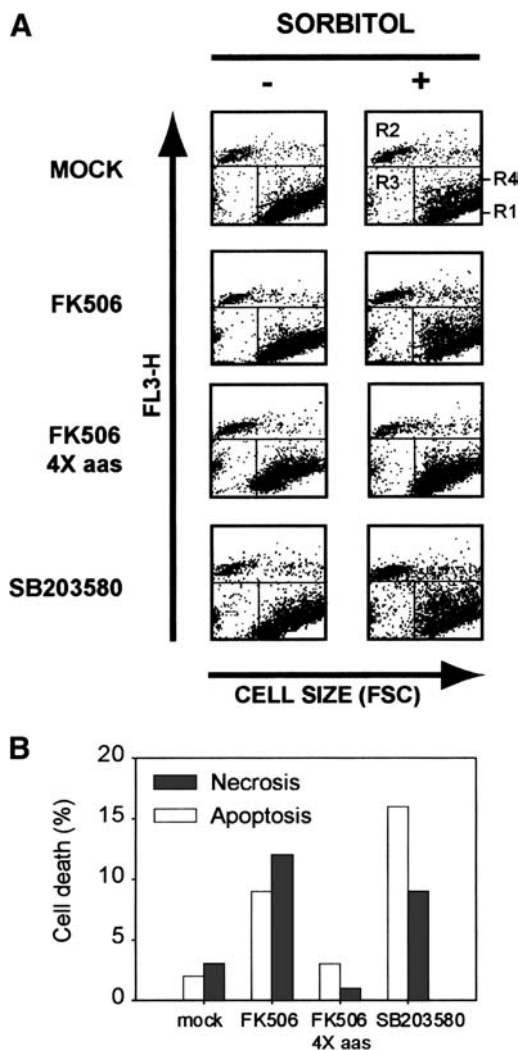 A
SORBITOL
- +
MOCK
R2
R3
R4
R1
FK506
FK506
4X aas
SB203580
FL3-H
CELL SIZE (FSC)
B
Cell death (%)
20
15
10
5
0
Necrosis
Apoptosis
mock FK506 FK506 SB203580
4X aas